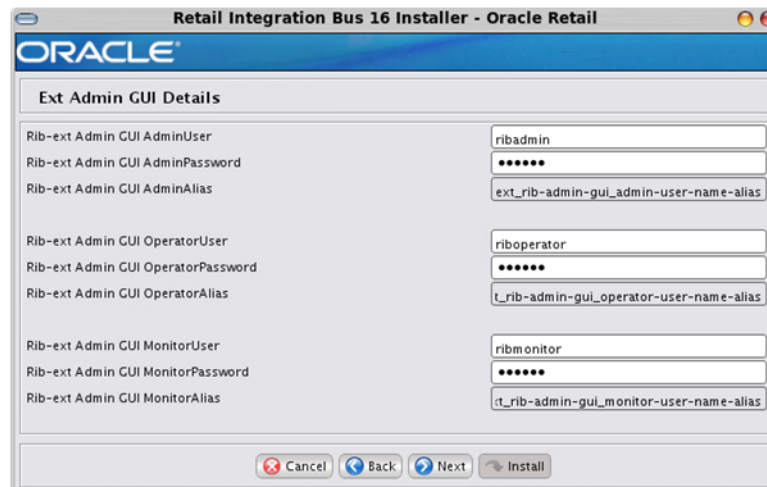 Retail Integration Bus 16 Installer - Oracle Retail
ORACLE
Ext Admin GUI Details
Rib-ext Admin GUI AdminUser ribadmin
Rib-ext Admin GUI AdminPassword ••••••
Rib-ext Admin GUI AdminAlias ext_rib-admin-gui_admin-user-name-alias
Rib-ext Admin GUI OperatorUser riboperator
Rib-ext Admin GUI OperatorPassword ••••••
Rib-ext Admin GUI OperatorAlias t_rib-admin-gui_operator-user-name-alias
Rib-ext Admin GUI MonitorUser ribmonitor
Rib-ext Admin GUI MonitorPassword ••••••
Rib-ext Admin GUI MonitorAlias t_rib-admin-gui_monitor-user-name-alias
Cancel Back Next Install